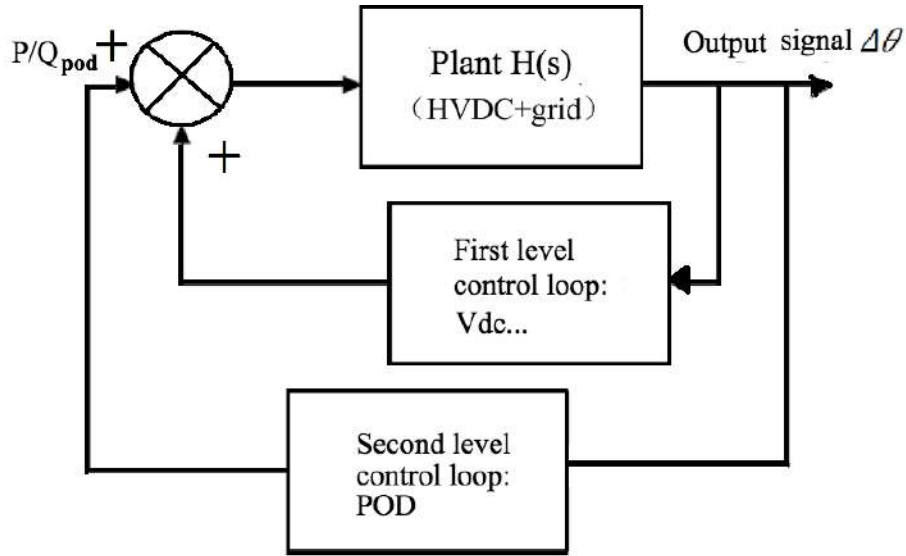 P/Qpod
+
+
Plant H(s)
（HVDC+grid）
Output signal Δθ
First level
control loop:
Vdc...
Second level
control loop:
POD